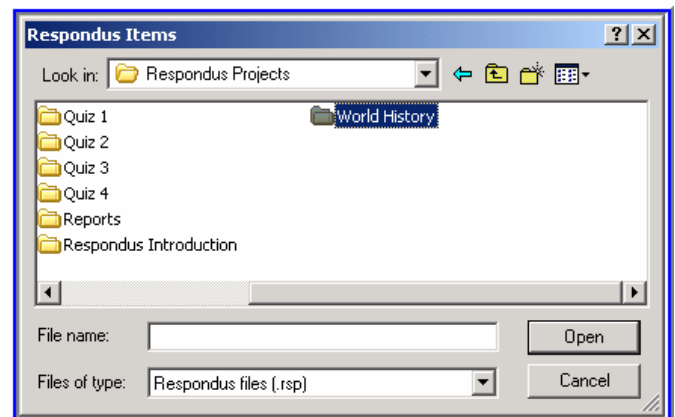 Respondus Items
Look in: Respondus Projects
Quiz 1
World History
Quiz 2
Quiz 3
Quiz 4
Reports
Respondus Introduction
File name:
Open
Files of type: Respondus files (.rsp)
Cancel